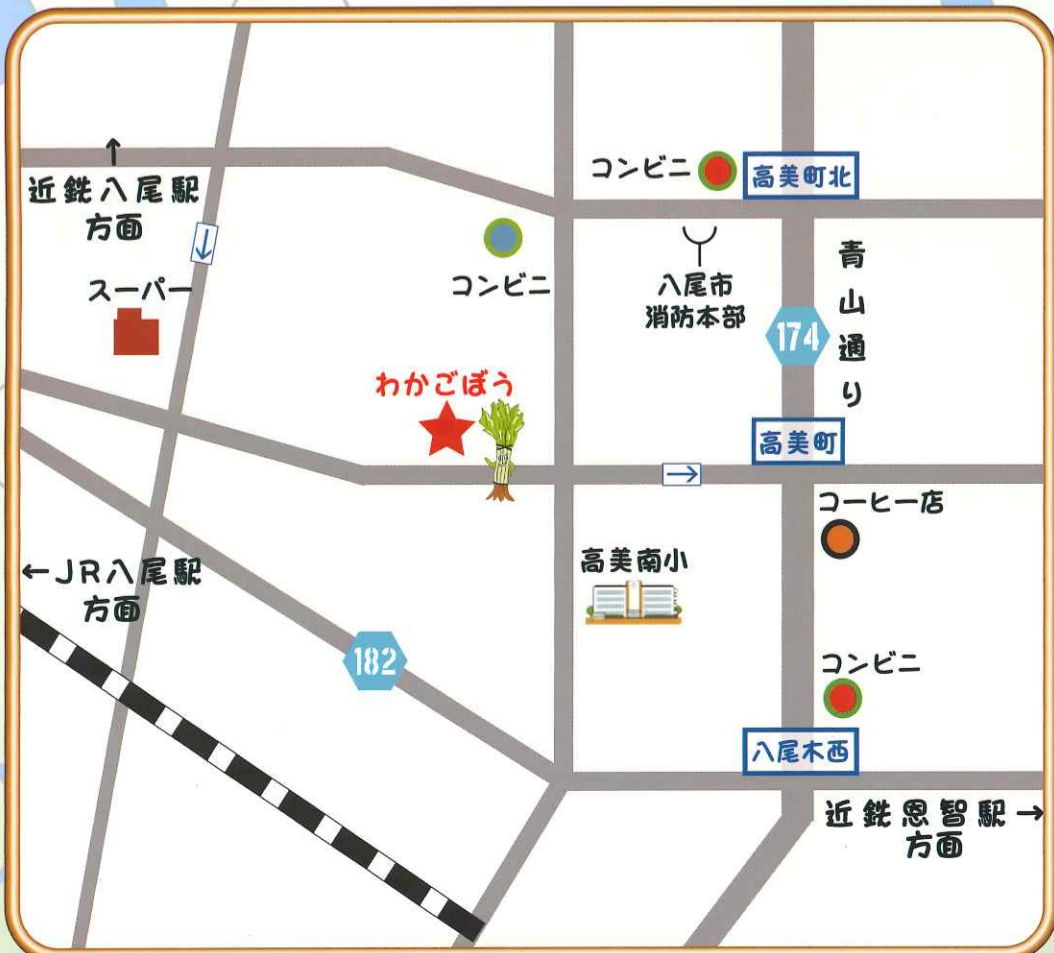 コンビニ
高美町北
↑
近鉄八尾駅
方面
↓
コンビニ
八尾市
消防本部
青山通り
スーパー
174
わかごぼう
高美町
→
コーヒー店
高美南小
←JR八尾駅
方面
182
コンビニ
八尾木西
近鉄恩智駅→
方面